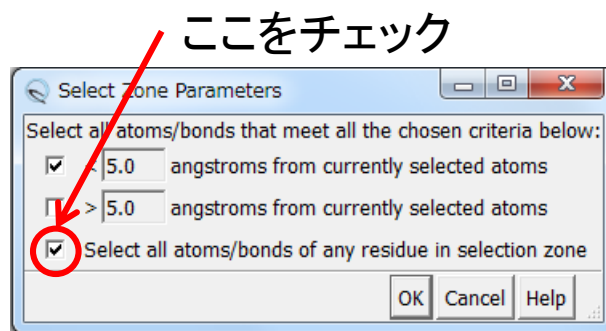 ここをチェック
Select Zone Parameters
Select all atoms/bonds that meet all the chosen criteria below:
< 5.0 angstroms from currently selected atoms
> 5.0 angstroms from currently selected atoms
Select all atoms/bonds of any residue in selection zone
OK Cancel Help